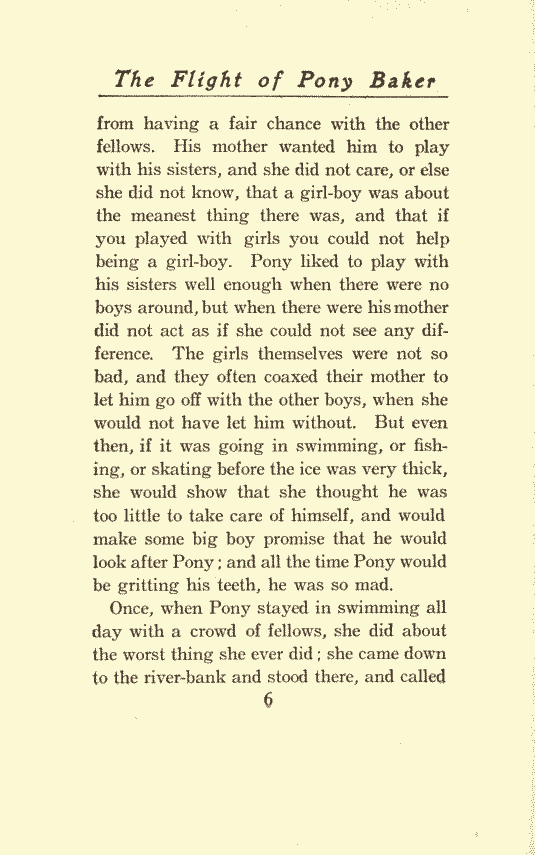 The Flight of Pony Baker
from having a fair chance with the other
fellows. His mother wanted him to play
with his sisters, and she did not care, or else
she did not know, that a girl-boy was about
the meanest thing there was, and that if
you played with girls you could not help
being a girl-boy. Pony liked to play with
his sisters well enough when there were no
boys around, but when there were his mother
did not act as if she could not see any dif-
ference. The girls themselves were not so
bad, and they often coaxed their mother to
let him go off with the other boys, when she
would not have let him without. But even
then, if it was going in swimming, or fish-
ing, or skating before the ice was very thick,
she would show that she thought he was
too little to take care of himself, and would
make some big boy promise that he would
look after Pony; and all the time Pony would
be gritting his teeth, he was so mad.
Once, when Pony stayed in swimming all
day with a crowd of fellows, she did about
the worst thing she ever did; she came down
to the river-bank and stood there, and called
6